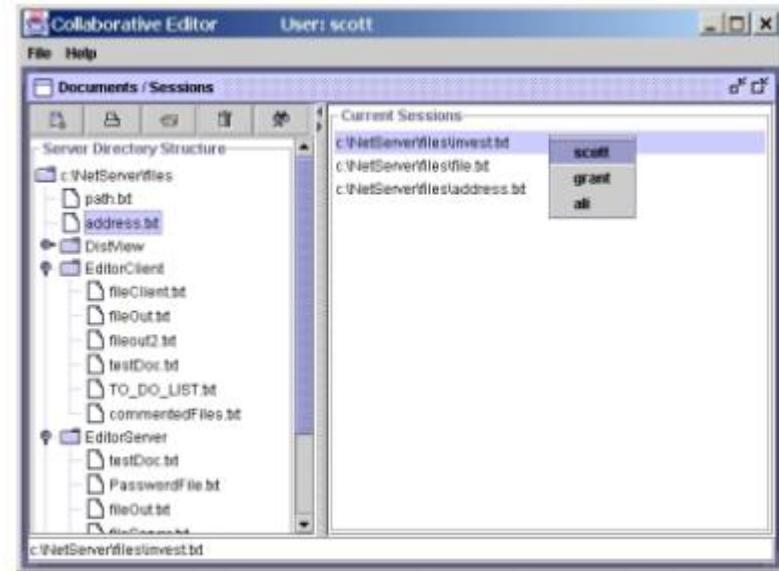 Collaborative Editor User: scott
File Help
Documents / Sessions
Server Directory Structure
c:\NetServer\files
path.txt
address.txt
DistView
EditorClient
fileClient.txt
fileOut.txt
fileout2.txt
testDoc.txt
TO_DO_LIST.txt
commentedFiles.txt
EditorServer
testDoc.txt
PasswordFile.txt
fileOut.txt
Current Sessions
c:\NetServer\files\invest.txt
c:\NetServer\files\file.txt
c:\NetServer\files\address.txt
scott
grant
ali
c:\NetServer\files\invest.txt